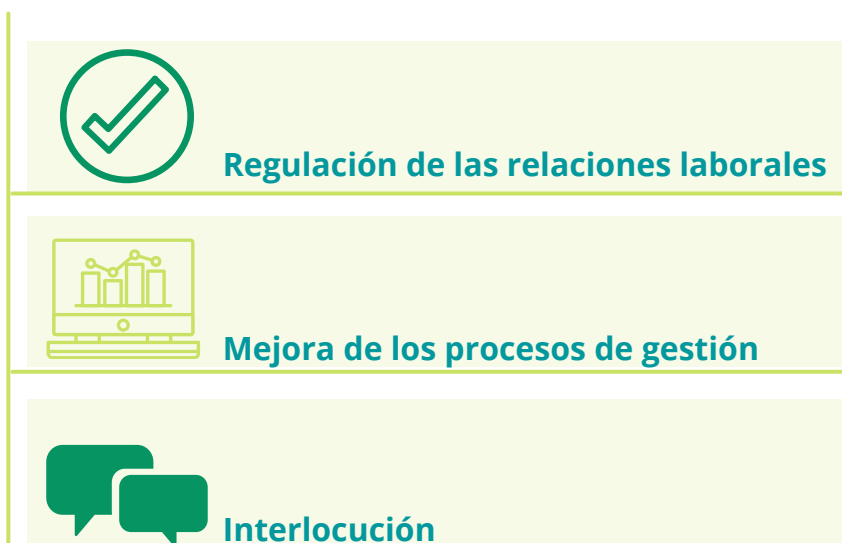 Regulación de las relaciones laborales
Mejora de los procesos de gestión
Interlocución